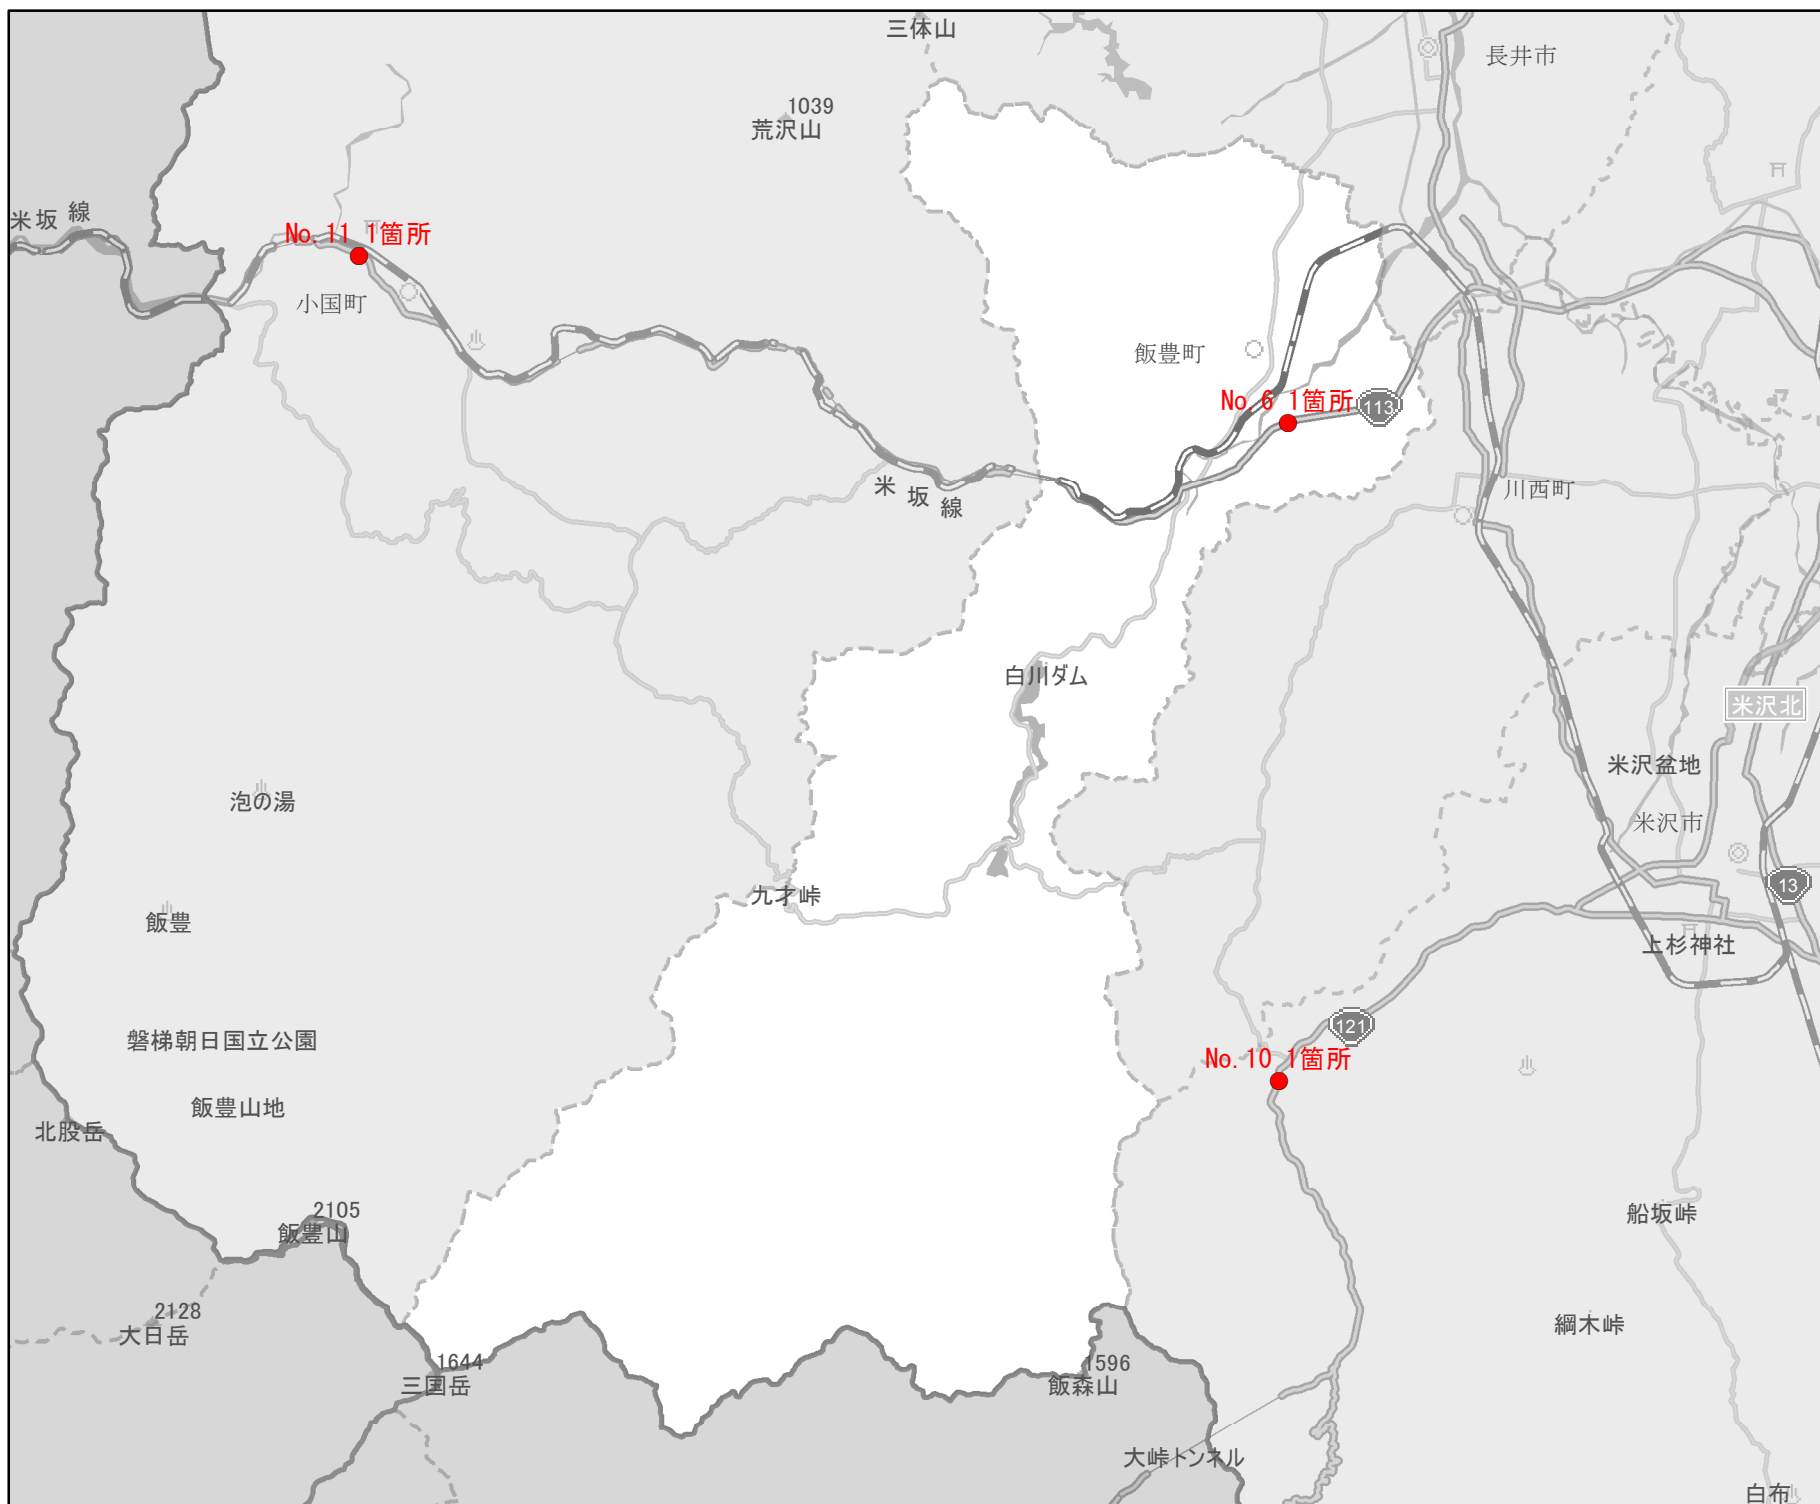 三体山
長井市
1039
荒沢山
米坂線
No.11 1箇所
小国町
飯豊町
No.6 1箇所
113
米坂線
川西町
白川ダム
米沢北
米沢盆地
泡の湯
米沢市
九才峠
13
飯豊
上杉神社
121
磐梯朝日国立公園
No.10 1箇所
飯豊山地
北股岳
2105
飯豊山
船坂峠
2128
大日岳
綱木峠
1644
三国岳
1596
飯森山
大峠トンネル
白布